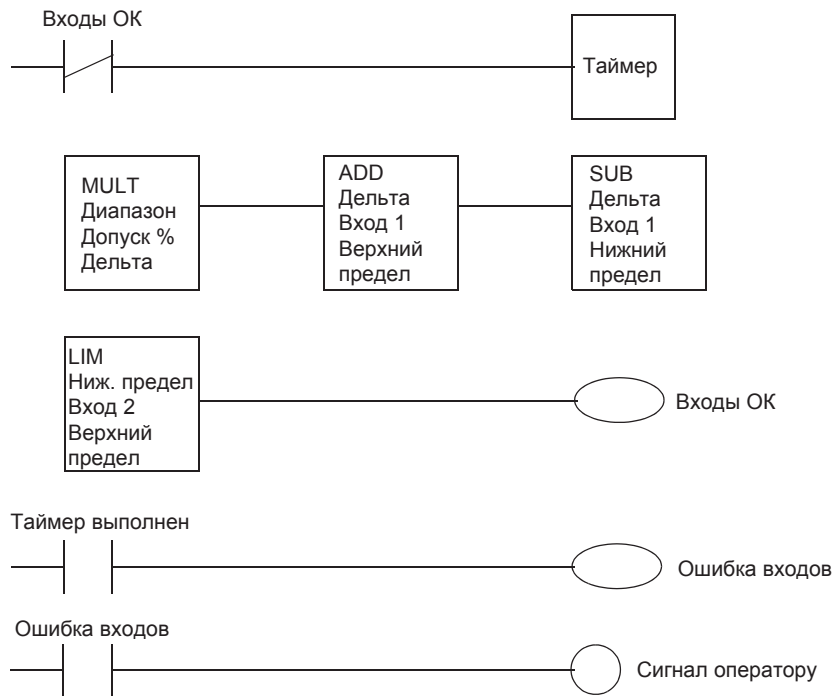 Входы ОК
Таймер
MULT
Диапазон
Допуск %
Дельта
ADD
Дельта
Вход 1
Верхний
предел
SUB
Дельта
Вход 1
Нижний
предел
LIM
Ниж. предел
Вход 2
Верхний
предел
Входы ОК
Таймер выполнен
Ошибка входов
Ошибка входов
Сигнал оператору